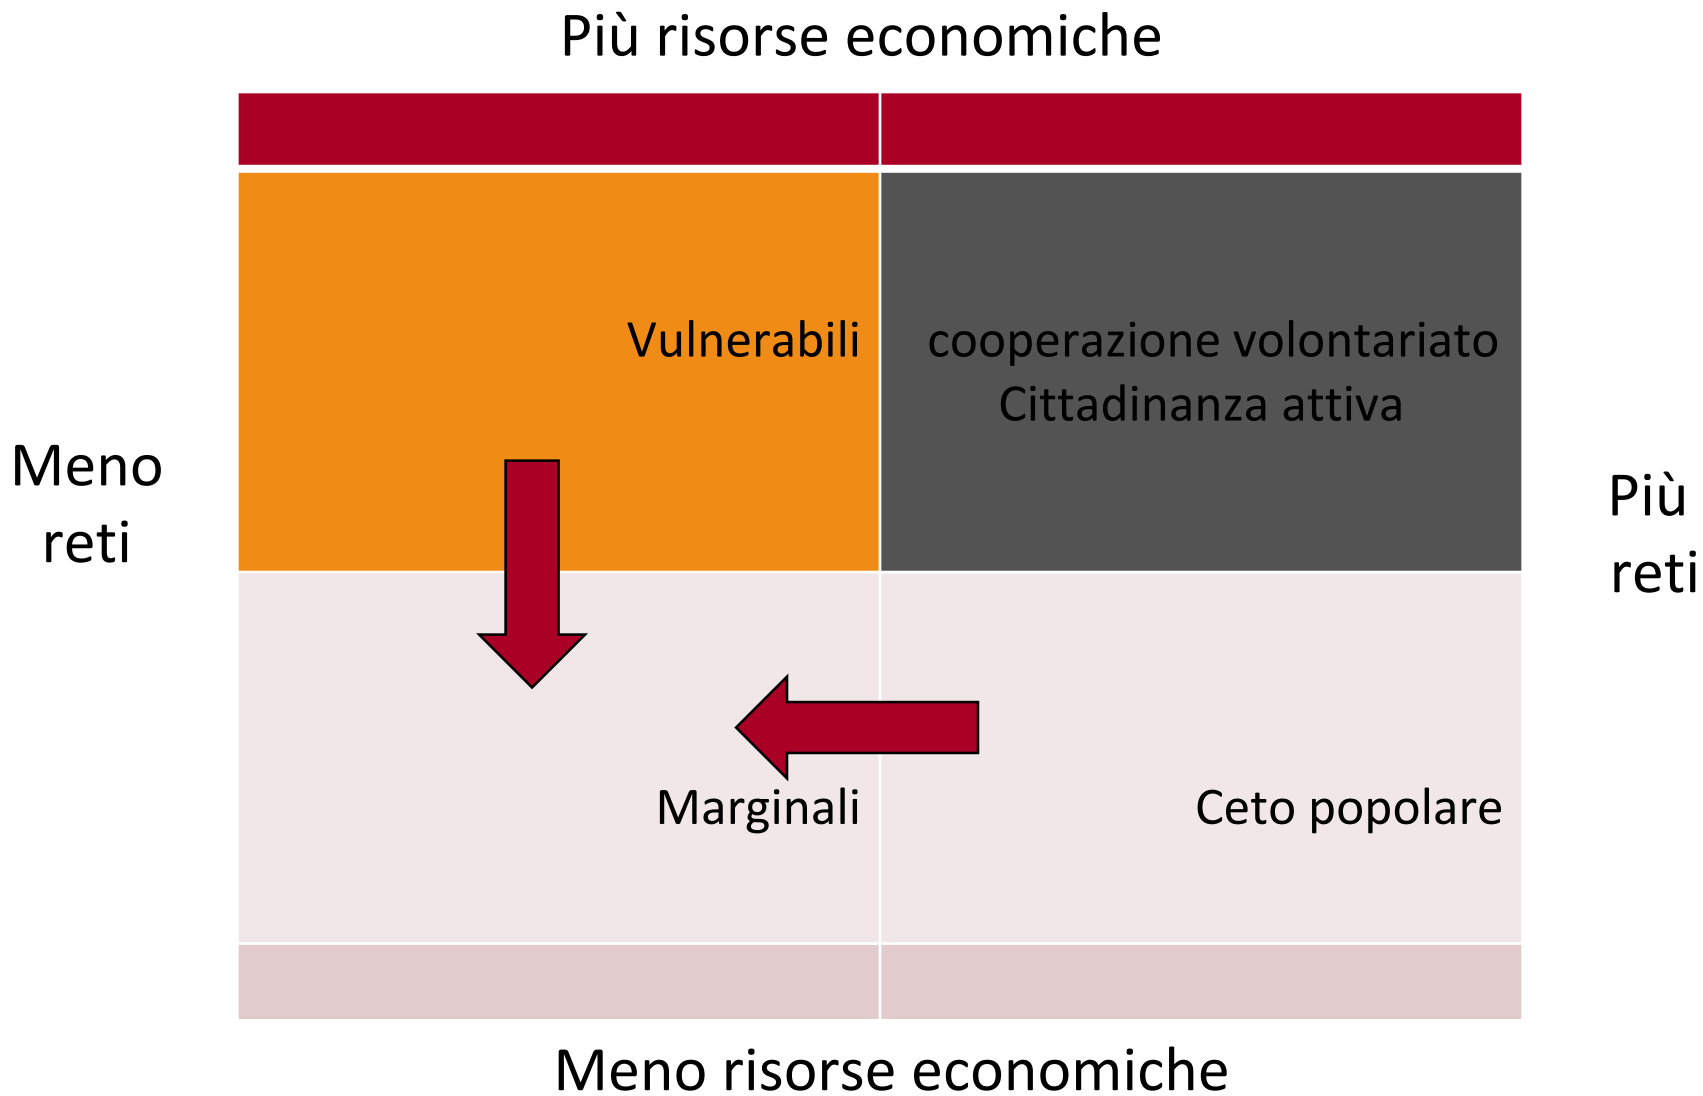 Più risorse economiche
Vulnerabili
cooperazione volontariato
Cittadinanza attiva
Meno
reti
Più
reti
Marginali
Ceto popolare
Meno risorse economiche